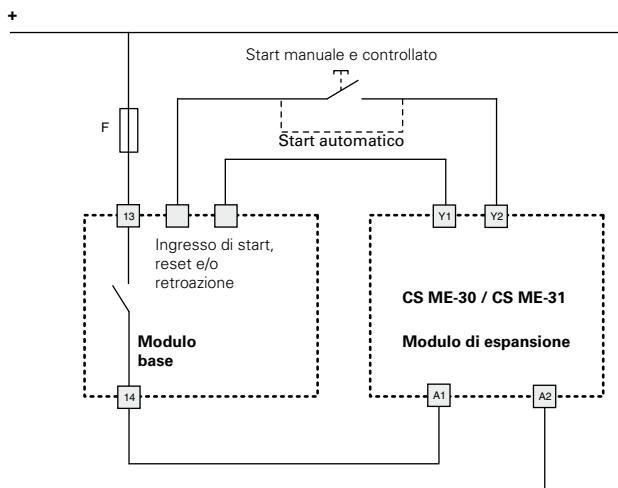 +
Start manuale e controllato
F
Start automatico
13
Y1
Y2
Ingresso di start,
reset e/o
retroazione
CS ME-30 / CS ME-31
Modulo
base
Modulo di espansione
14
A1
A2